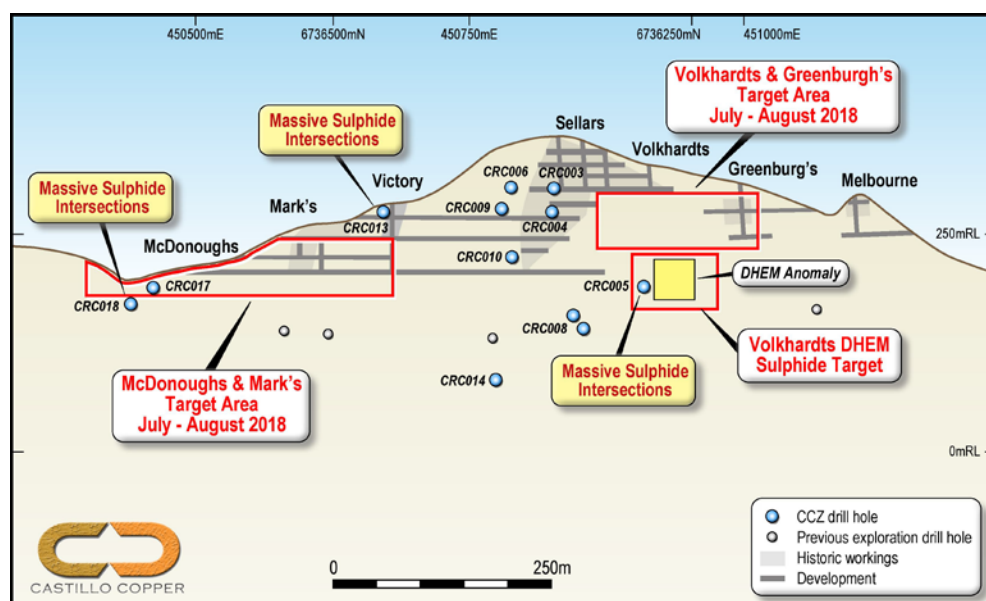 450500mE
6736500mN
450750mE
6736250mN
451000mE
Volkhardts & Greenburgh's
Target Area
July - August 2018
Massive Sulphide
Intersections
Sellars
Volkhardts
Massive Sulphide
Intersections
Victory
CRC006
CRC003
Greenburg's
Melbourne
Mark's
CRC009
CRC013
CRC004
McDonoughs
250mRL
CRC010
DHEM Anomaly
CRC017
CRC005
CRC018
CRC008
Volkhardts DHEM
Sulphide Target
Massive Sulphide
Intersections
McDonoughs & Mark's
Target Area
July - August 2018
CRC014
0mRL
CCZ drill hole
Previous exploration drill hole
Historic workings
Development
CASTILLO COPPER
0
250m